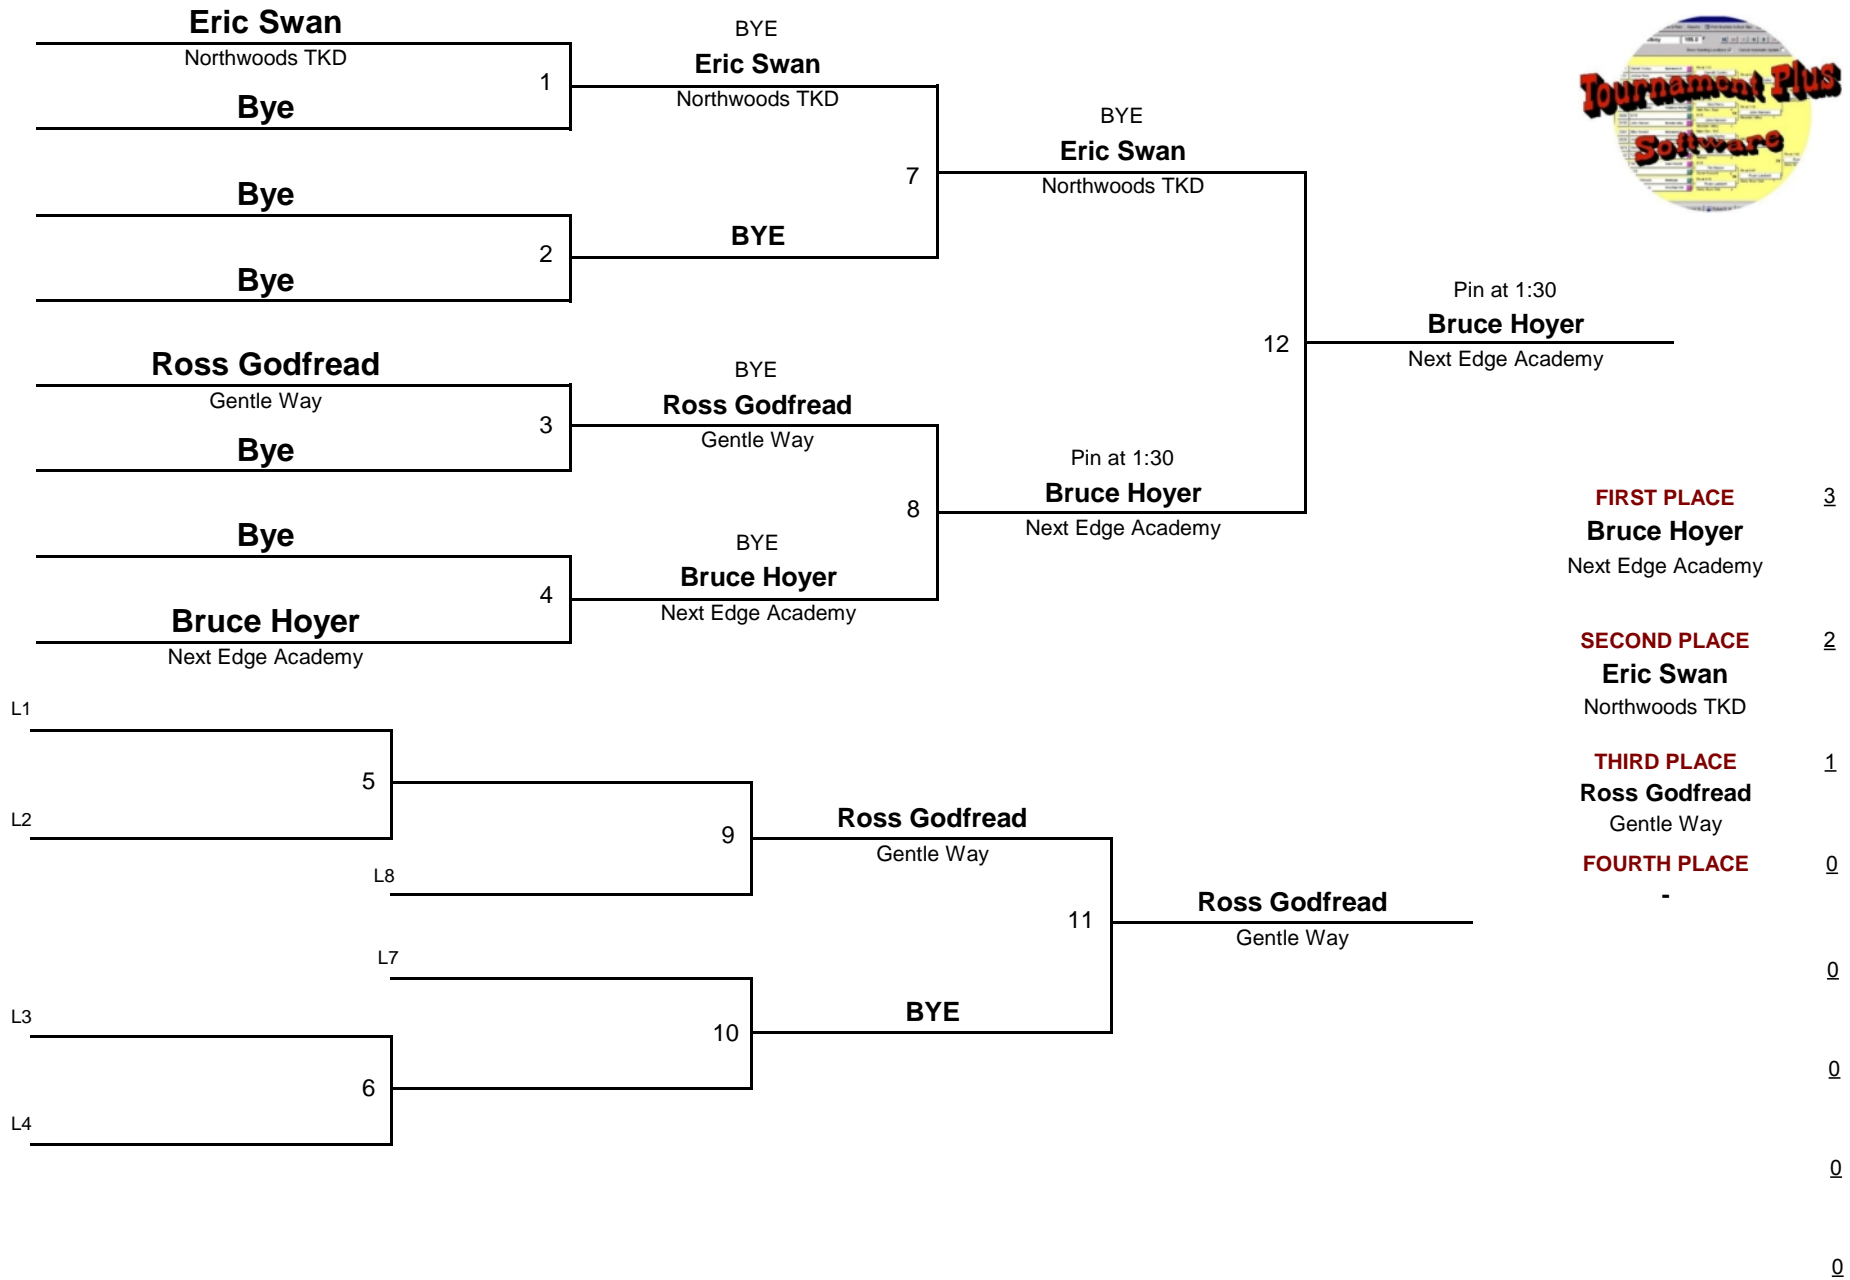 Eric Swan
Northwoods TKD
1
Bye
Bye
2
Bye
Ross Godfread
Gentle Way
3
Bye
Bye
4
Bruce Hoyer
Next Edge Academy
BYE
Eric Swan
Northwoods TKD
7
BYE
BYE
Ross Godfread
Gentle Way
8
BYE
Bruce Hoyer
Next Edge Academy
BYE
Eric Swan
Northwoods TKD
12
Pin at 1:30
Bruce Hoyer
Next Edge Academy
Pin at 1:30
Bruce Hoyer
Next Edge Academy
Tournament Plus
Software
FIRST PLACE 3
Bruce Hoyer
Next Edge Academy
SECOND PLACE 2
Eric Swan
Northwoods TKD
THIRD PLACE 1
Ross Godfread
Gentle Way
FOURTH PLACE 0
-
0
0
0
0
L1
5
L2
9
L8
Ross Godfread
Gentle Way
11
Ross Godfread
Gentle Way
L7
10
BYE
L3
6
L4